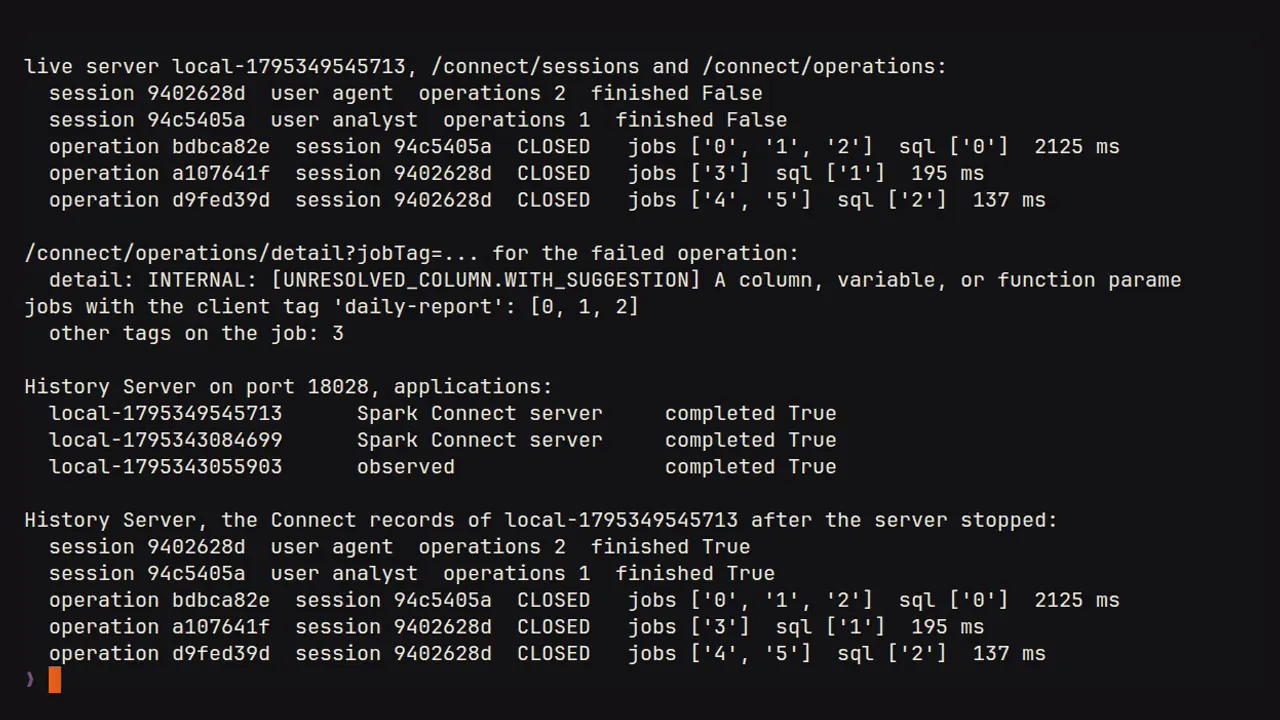 live server local-1795349545713, /connect/sessions and /connect/operations:
session 9402628d  user agent  operations 2  finished False
session 94c5405a  user analyst  operations 1  finished False
operation bdbca82e  session 94c5405a  CLOSED   jobs ['0', '1', '2']  sql ['0']  2125 ms
operation a107641f  session 9402628d  CLOSED   jobs ['3']  sql ['1']  195 ms
operation d9fed39d  session 9402628d  CLOSED   jobs ['4', '5']  sql ['2']  137 ms
/connect/operations/detail?jobTag=... for the failed operation:
detail: INTERNAL: [UNRESOLVED_COLUMN.WITH_SUGGESTION] A column, variable, or function parame
jobs with the client tag 'daily-report': [0, 1, 2]
other tags on the job: 3
History Server on port 18028, applications:
local-1795349545713      Spark Connect server     completed True
local-1795343084699      Spark Connect server     completed True
local-1795343055903      observed                 completed True
History Server, the Connect records of local-1795349545713 after the server stopped:
session 9402628d  user agent  operations 2  finished True
session 94c5405a  user analyst  operations 1  finished True
operation bdbca82e  session 94c5405a  CLOSED   jobs ['0', '1', '2']  sql ['0']  2125 ms
operation a107641f  session 9402628d  CLOSED   jobs ['3']  sql ['1']  195 ms
operation d9fed39d  session 9402628d  CLOSED   jobs ['4', '5']  sql ['2']  137 ms
❯